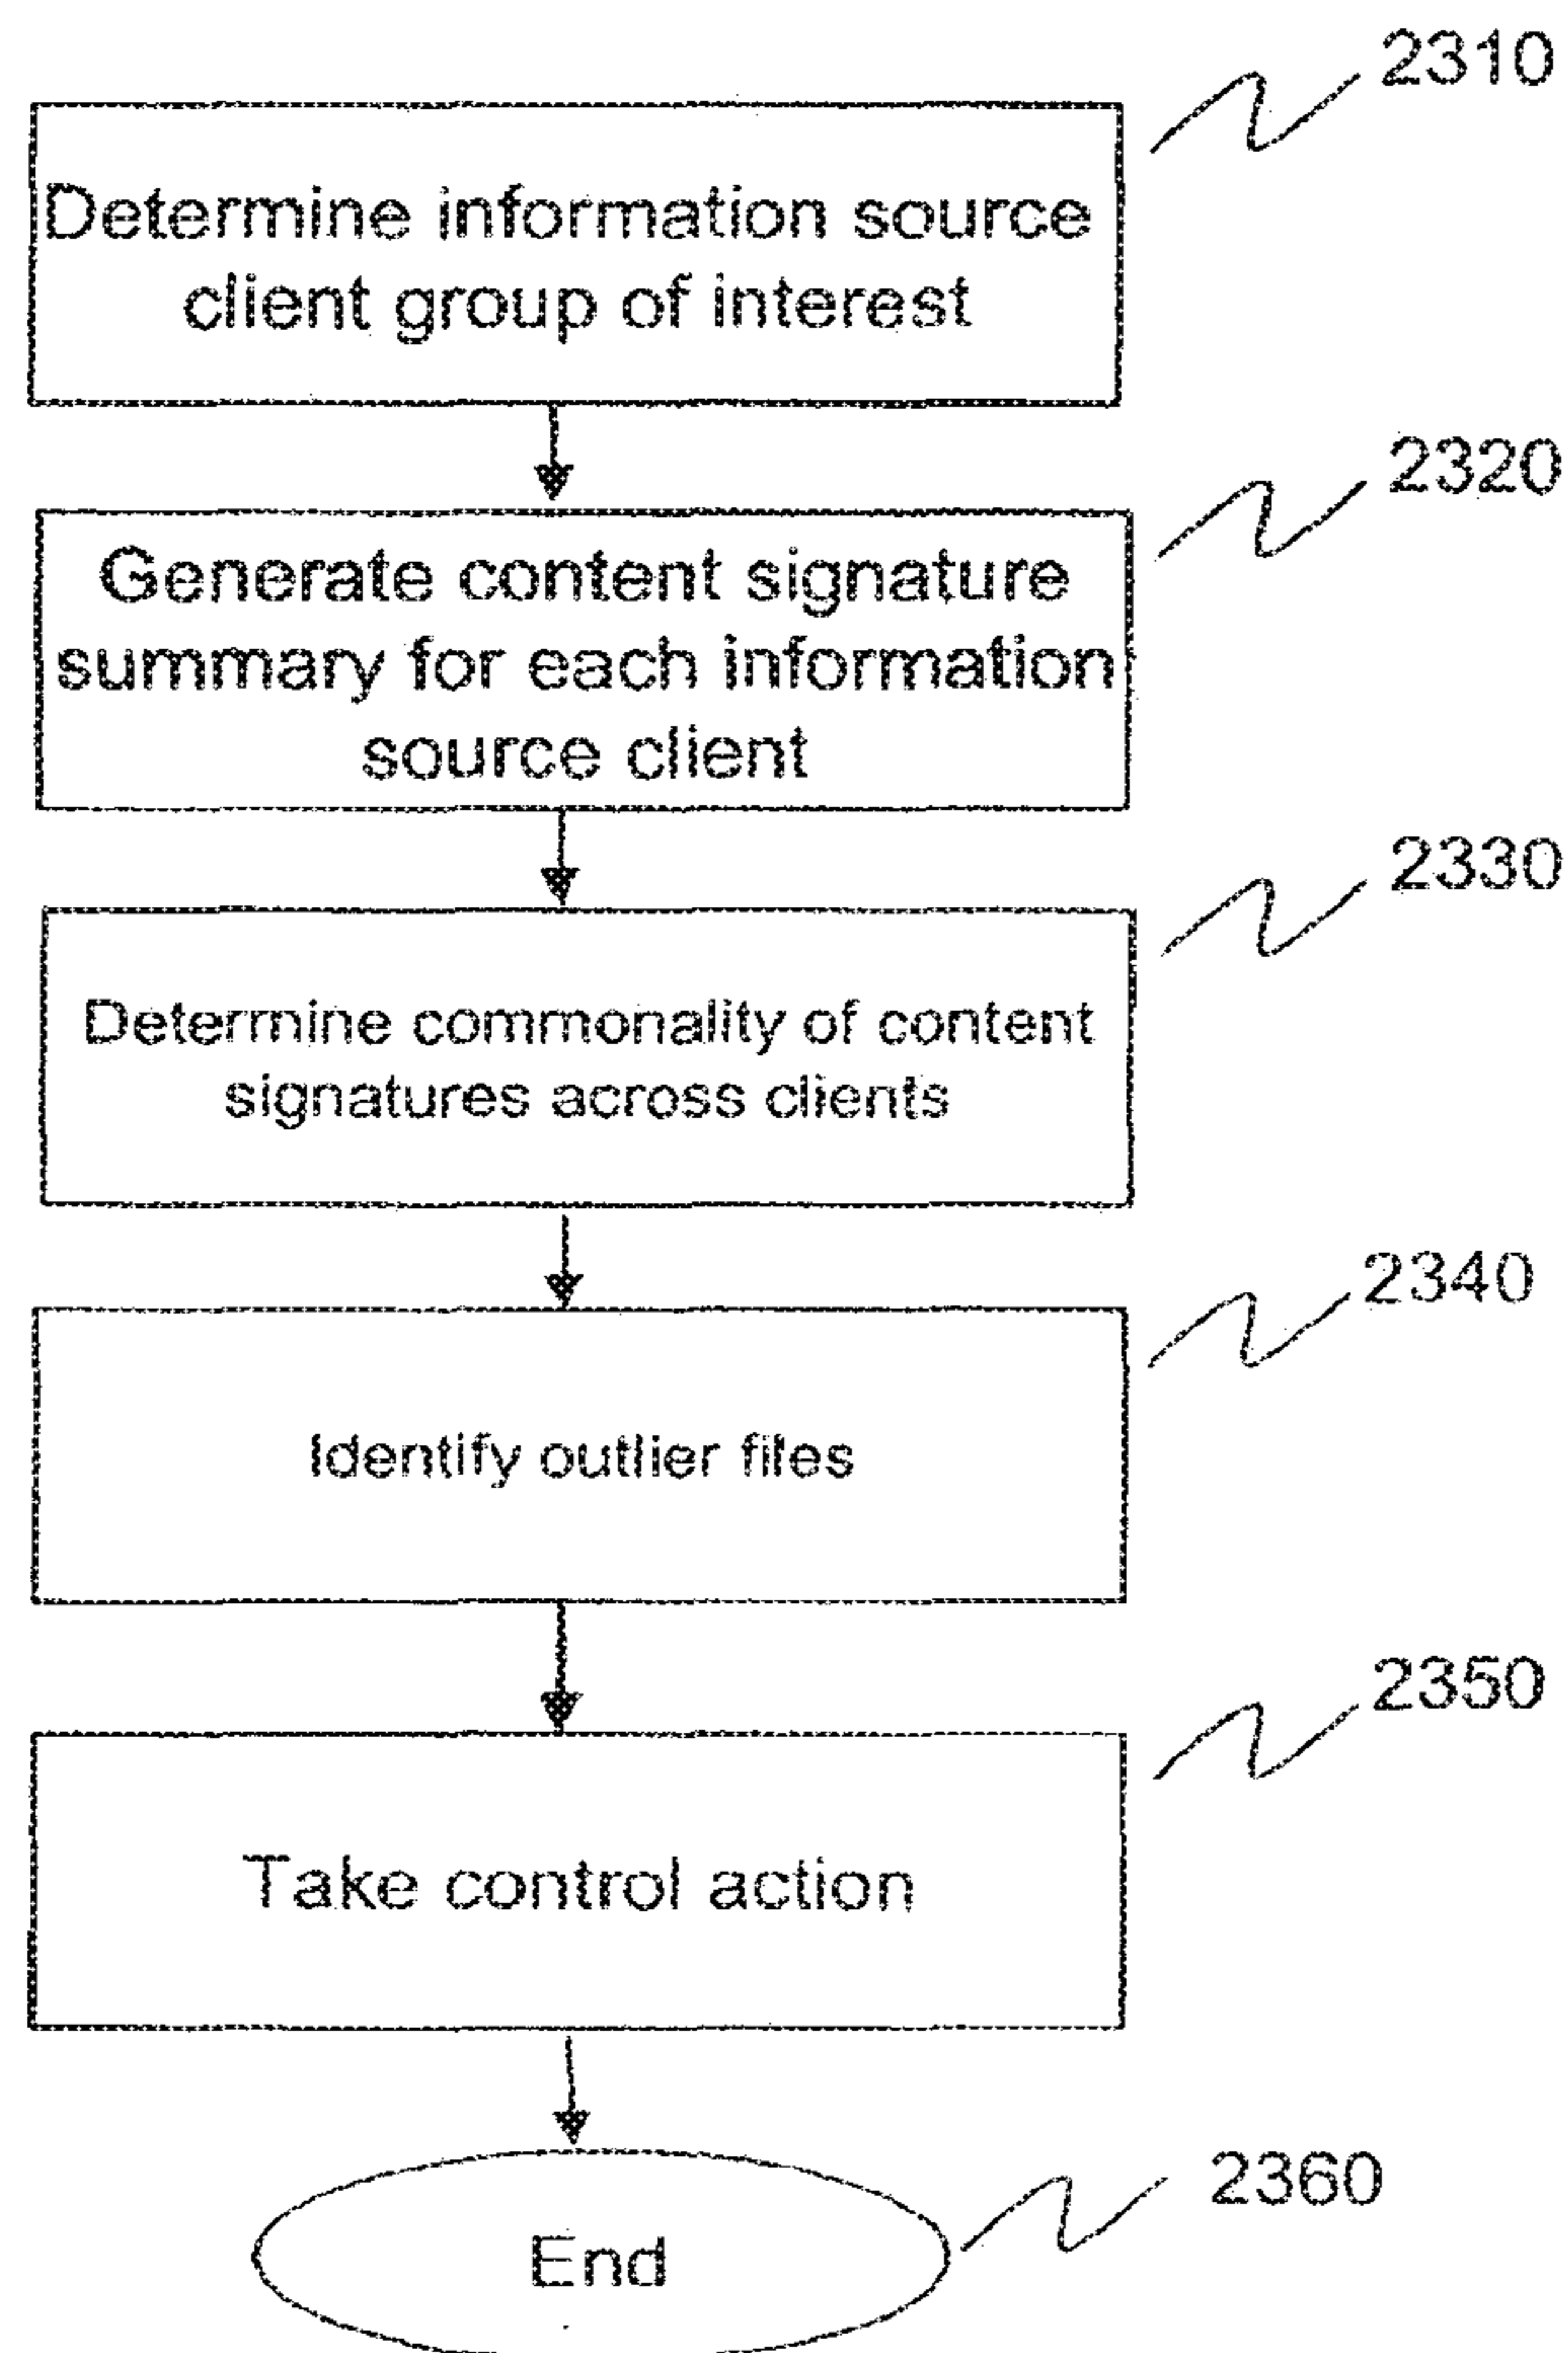 2310
Determine information source
client group of interest
2320
Generate content signature
summary for each information
source client
2330
Determine commonality of content
signatures across clients
2340
Identify outlier files
2350
Take control action
2360
End